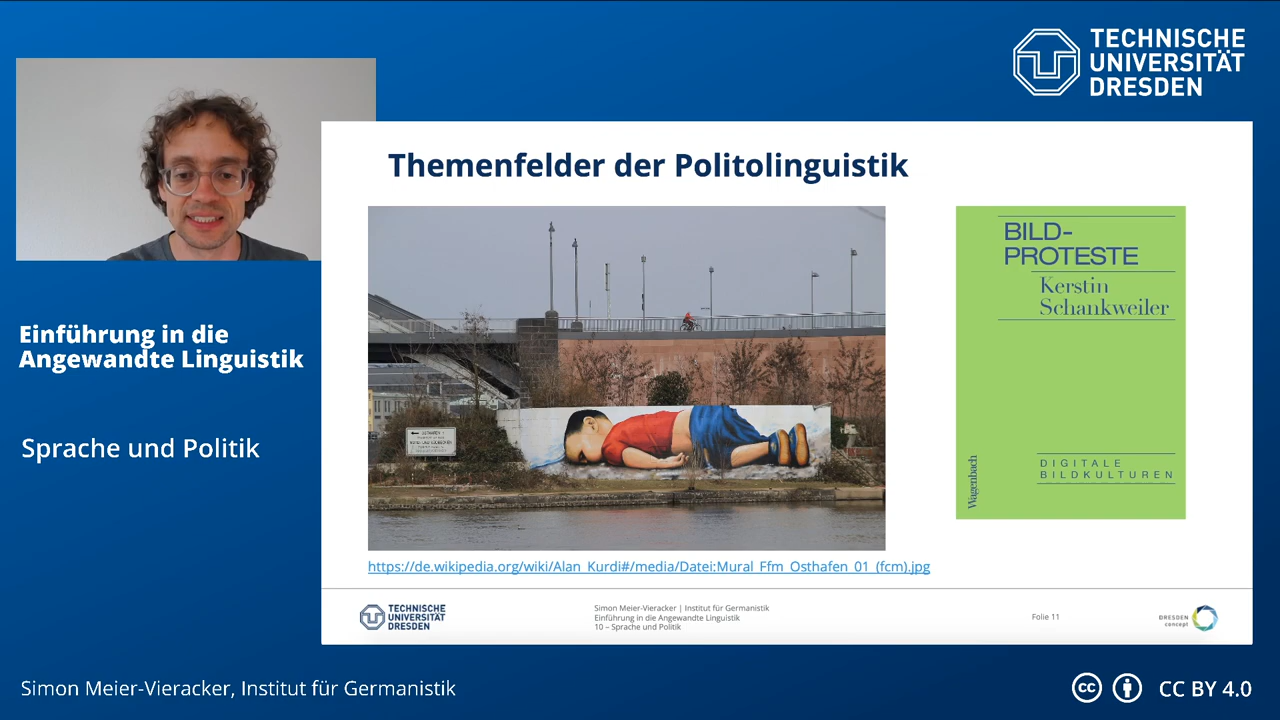 TECHNISCHE
UNIVERSITÄT
DRESDEN
Themenfelder der Politolinguistik
BILD-
PROTESTE
Kerstin
Schankweiler
Wagenbach
DIGITALE
BILDKULTUREN
https://de.wikipedia.org/wiki/Alan_Kurdi#/media/Datei:Mural_Ffm_Osthafen_01_(fcm).jpg
Einführung in die
Angewandte Linguistik
Sprache und Politik
TECHNISCHE
UNIVERSITÄT
DRESDEN
Simon Meier-Vieracker | Institut für Germanistik
Einführung in die Angewandte Linguistik
10 – Sprache und Politik
Folie 11
DRESDEN
concept
Simon Meier-Vieracker, Institut für Germanistik
cc
CC BY 4.0